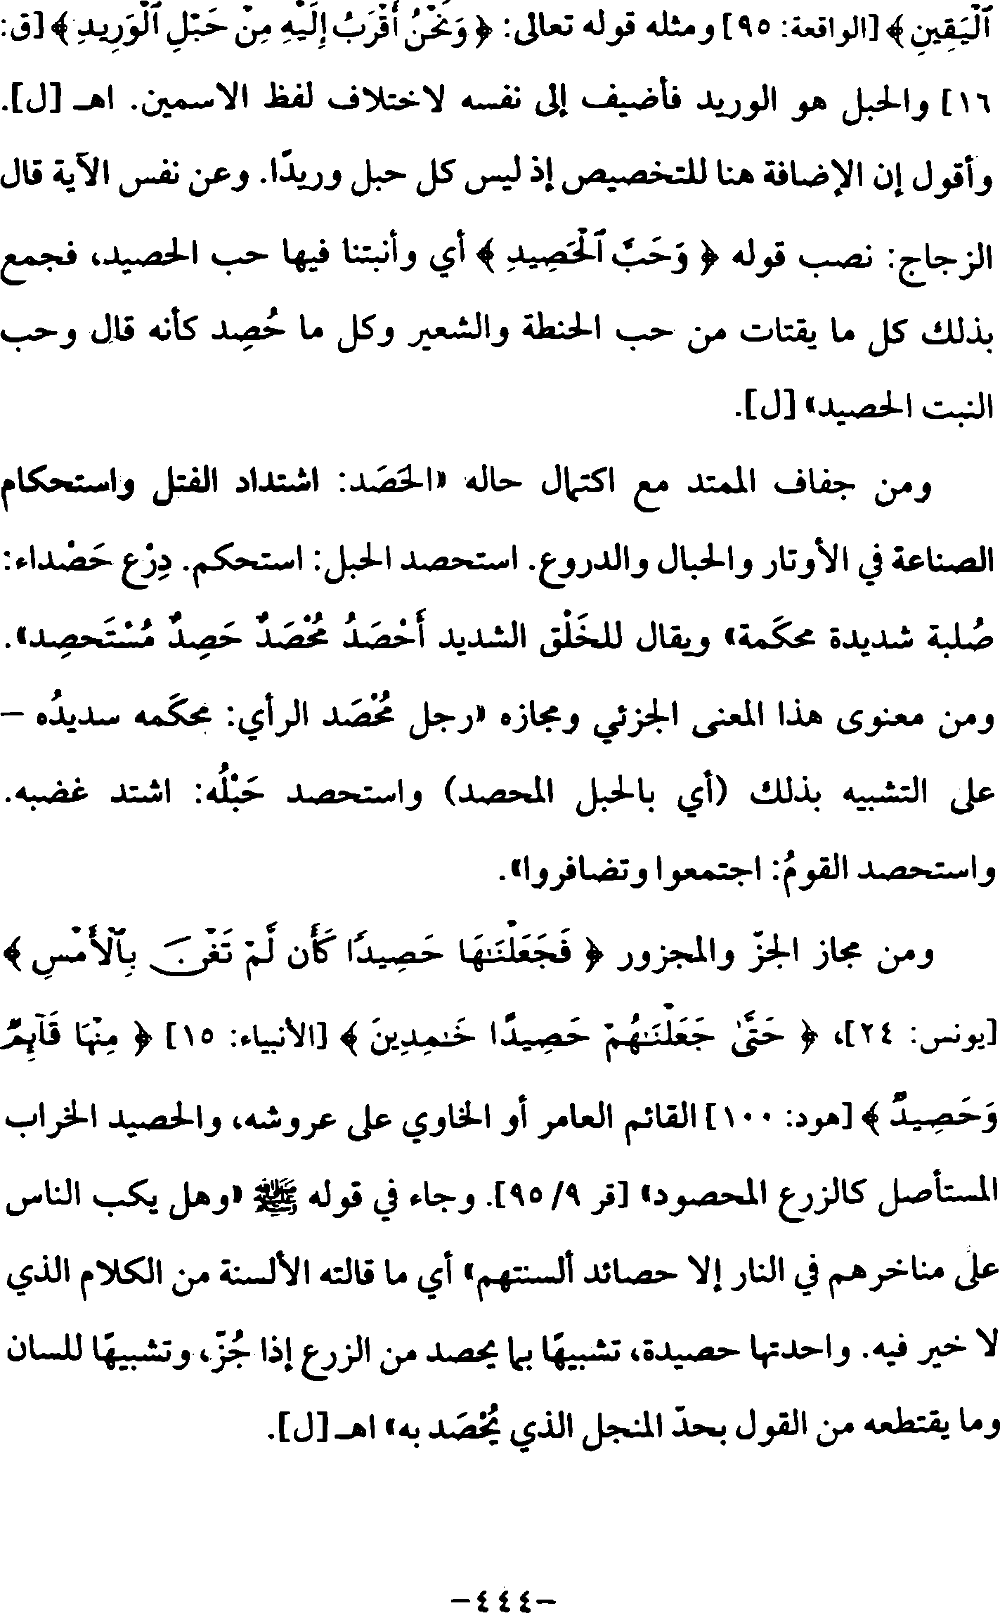 ٱلْيَقِينِ ﴾ [الواقعة: ٩٥] ومثله قوله تعالى: ﴿ وَنَحْنُ أَقْرَبُ إِلَيْهِ مِنْ حَبْلِ ٱلْوَرِيدِ ﴾ [ق:
١٦] والحبل هو الوريد فأضيف إلى نفسه لاختلاف لفظ الاسمين. اهـ [ل].
وأقول إن الإضافة هنا للتخصيص إذ ليس كل حبل وريدًا. وعن نفس الآية قال
الزجاج: نصب قوله ﴿ وَحَبَّ ٱلْحَصِيدِ ﴾ أي وأنبتنا فيها حب الحصيد، فجمع
بذلك كل ما يقتات من حب الحنطة والشعير وكل ما حُصِد كأنه قال وحب
النبت الحصيد» [ل].
ومن جفاف الممتد مع اكتمال حاله «الحَصَد: اشتداد الفتل واستحكام
الصناعة في الأوتار والحبال والدروع. استحصد الحبل: استحكم. دِرْع حَصْداء:
صُلبة شديدة محكَمة» ويقال للخَلْق الشديد أَحْصَدُ مُحْصَدٌ حَصِدٌ مُسْتَحصِد».
ومن معنوى هذا المعنى الجزئي ومجازه «رجل مُحْصَد الرأي: محكَمه سديدُه –
على التشبيه بذلك (أي بالحبل المحصد) واستحصد حَبْلُه: اشتد غضبه.
واستحصد القومُ: اجتمعوا وتضافروا».
ومن مجاز الجزّ والمجزور ﴿ فَجَعَلْنَـٰهَا حَصِيدًا كَأَن لَّمْ تَغْنَ بِٱلْأَمْسِ ﴾
[يونس: ٢٤]، ﴿ حَتَّىٰ جَعَلْنَـٰهُمْ حَصِيدًا خَـٰمِدِينَ ﴾ [الأنبياء: ١٥] ﴿ مِنْهَا قَآئِمٌ
وَحَصِيدٌ ﴾ [هود: ١٠٠] القائم العامر أو الخاوي على عروشه، والحصيد الخراب
المستأصل كالزرع المحصود» [قر ٩/ ٩٥]. وجاء في قوله ﷺ «وهل يكب الناس
على مناخرهم في النار إلا حصائد ألسنتهم» أي ما قالته الألسنة من الكلام الذي
لا خير فيه. واحدتها حصيدة، تشبيهًا بما يحصد من الزرع إذا جُزّ، وتشبيهًا للسان
وما يقتطعه من القول بحدّ المنجل الذي يُحْصَد به» اهـ [ل].
-٤٤٤-